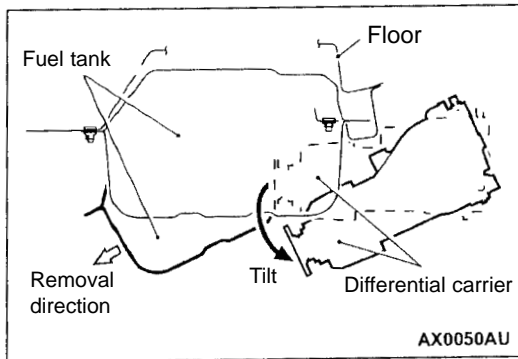 Floor
Fuel tank
Removal
direction
Tilt
Differential carrier
AX0050AU